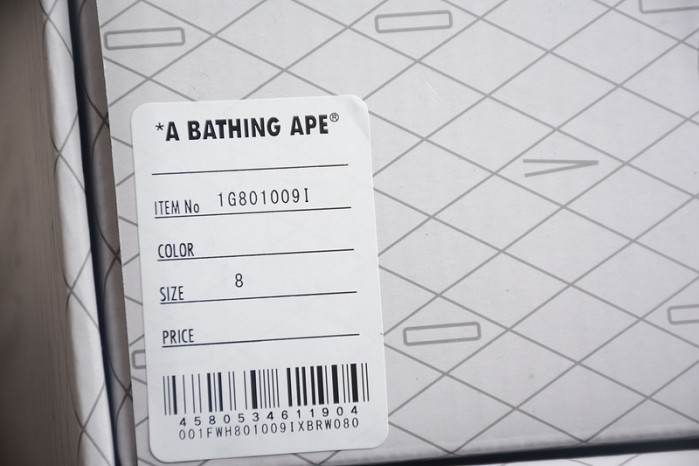 *A BATHING APE®
ITEM No 1G801009I
COLOR
SIZE 8
PRICE
4580534611904
001FWH801009IXBRW080